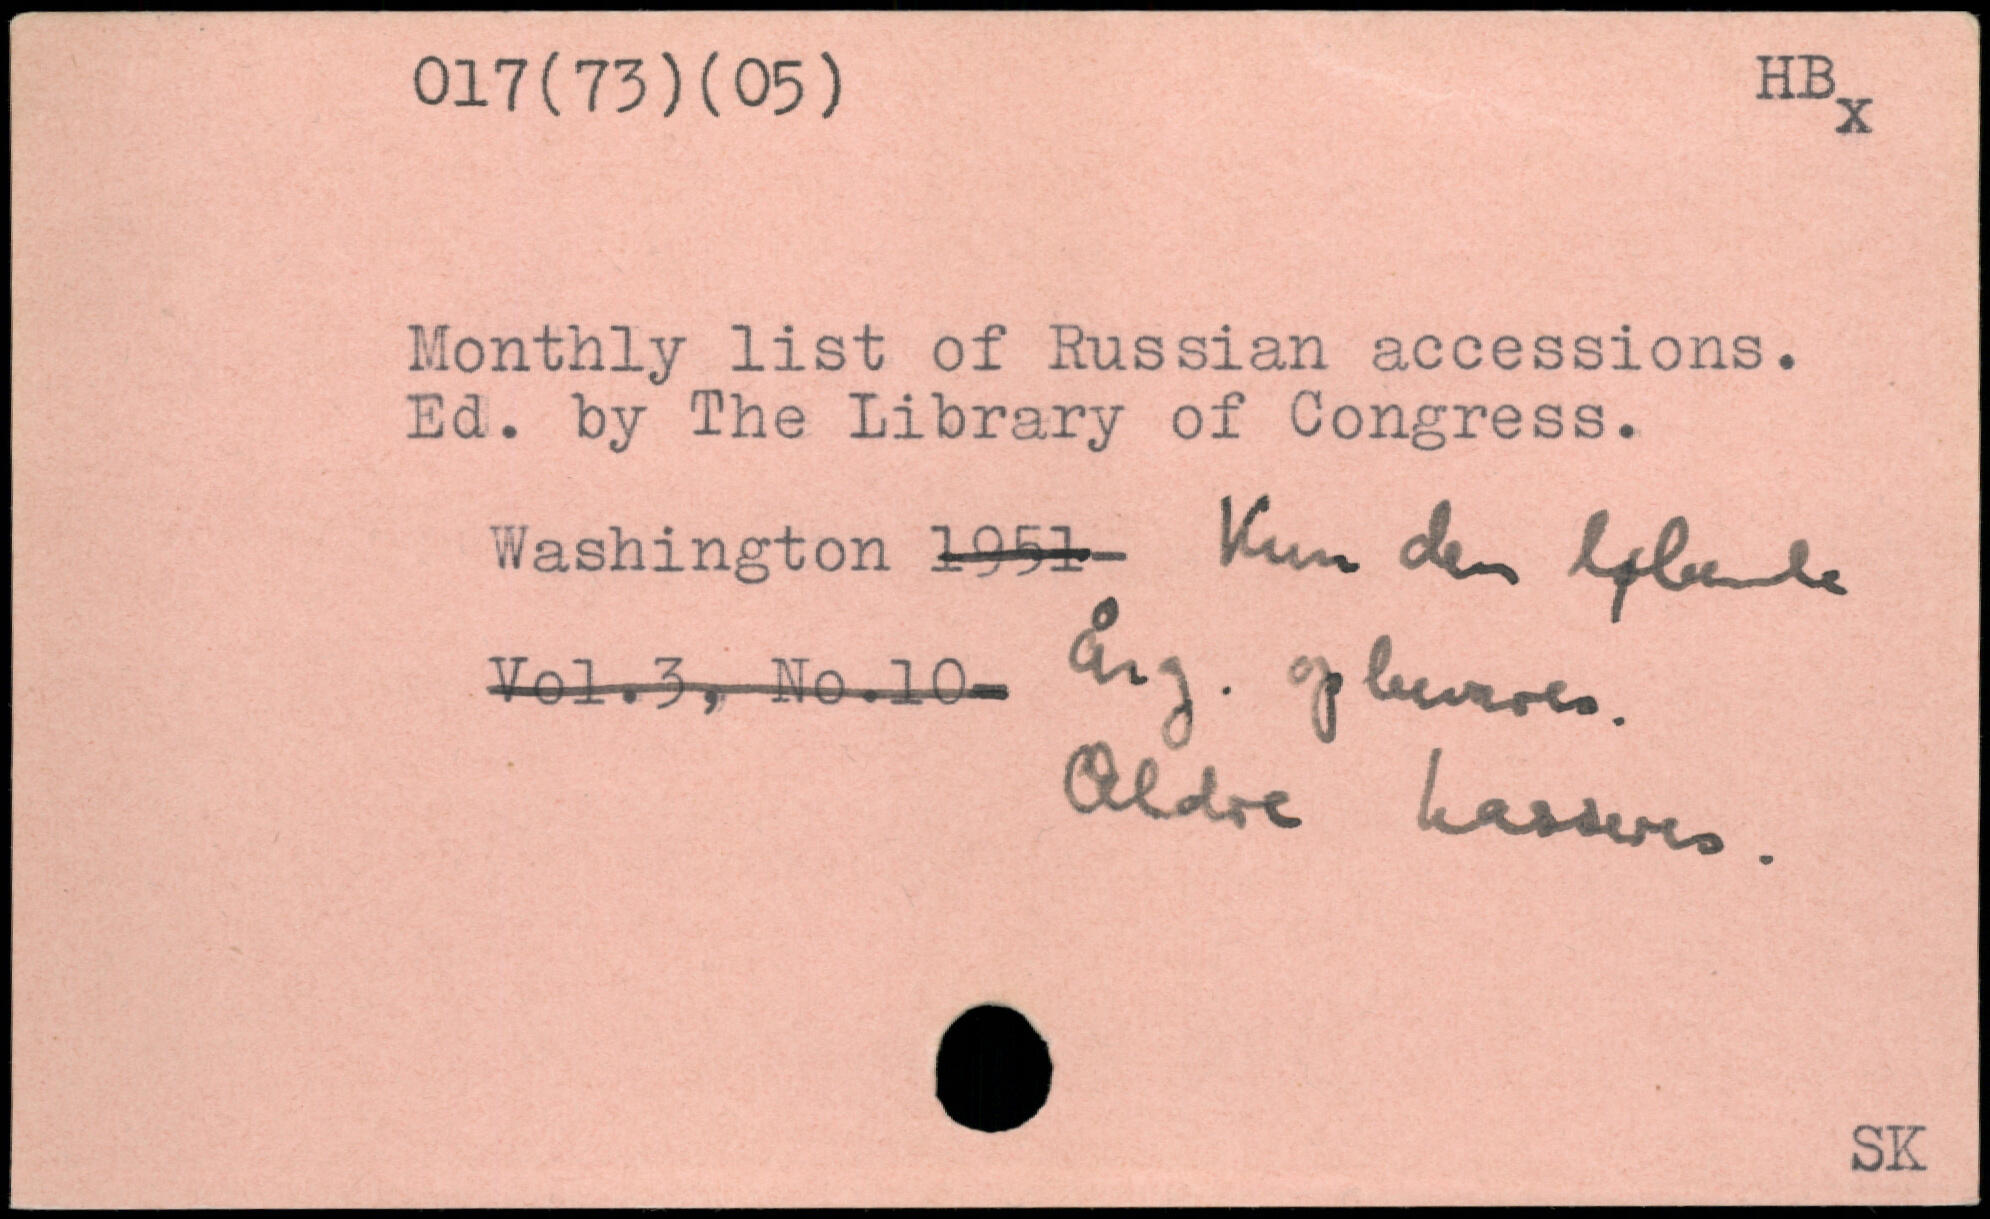 017(73)(05)
HBx
Monthly list of Russian accessions.
Ed. by The Library of Congress.
Washington 1951- Kun den løbende
Vol.3, No.10- Årg. opbevares.
Ældre kasseres.
SK